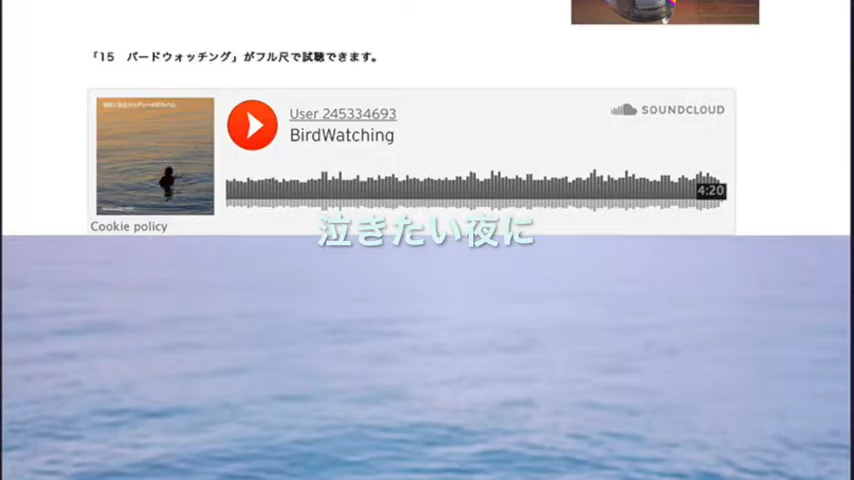 「15 バードウォッチング」がフル尺で試聴できます。
User 245334693
SOUNDCLOUD
BirdWatching
4:20
Cookie policy
泣きたい夜に